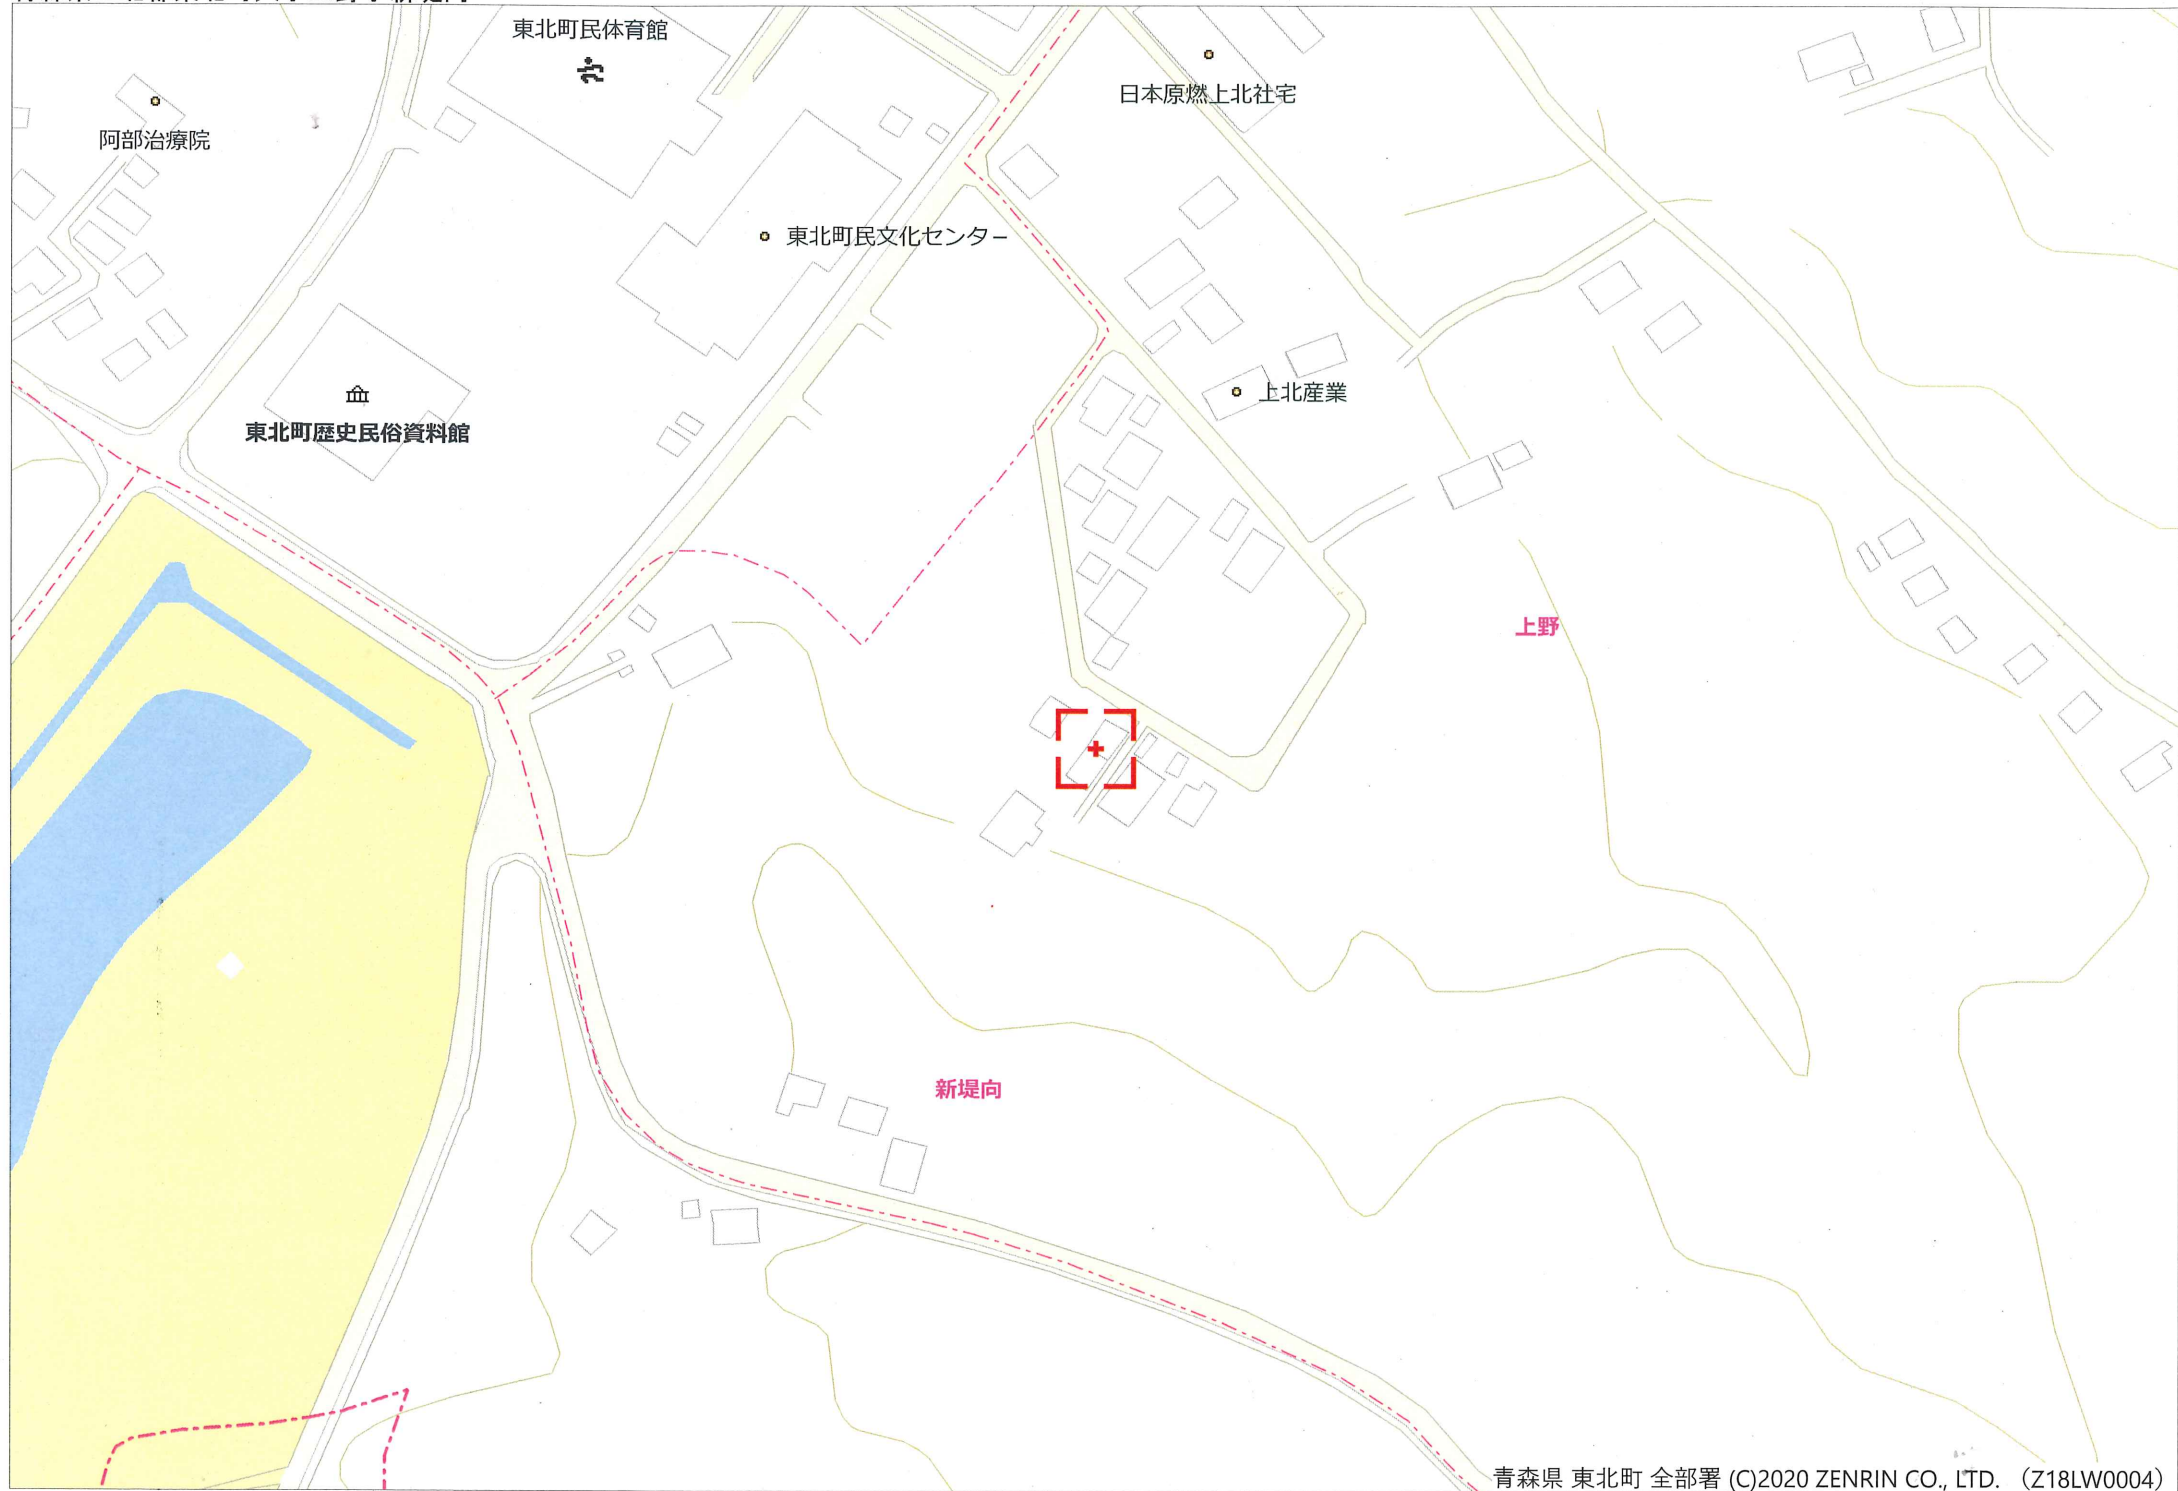 東北町民体育館
日本原燃上北社宅
阿部治療院
東北町民文化センター
上北産業
東北町歴史民俗資料館
上野
新堤向
青森県 東北町 全部署 (C)2020 ZENRIN CO., LTD. (Z18LW0004)